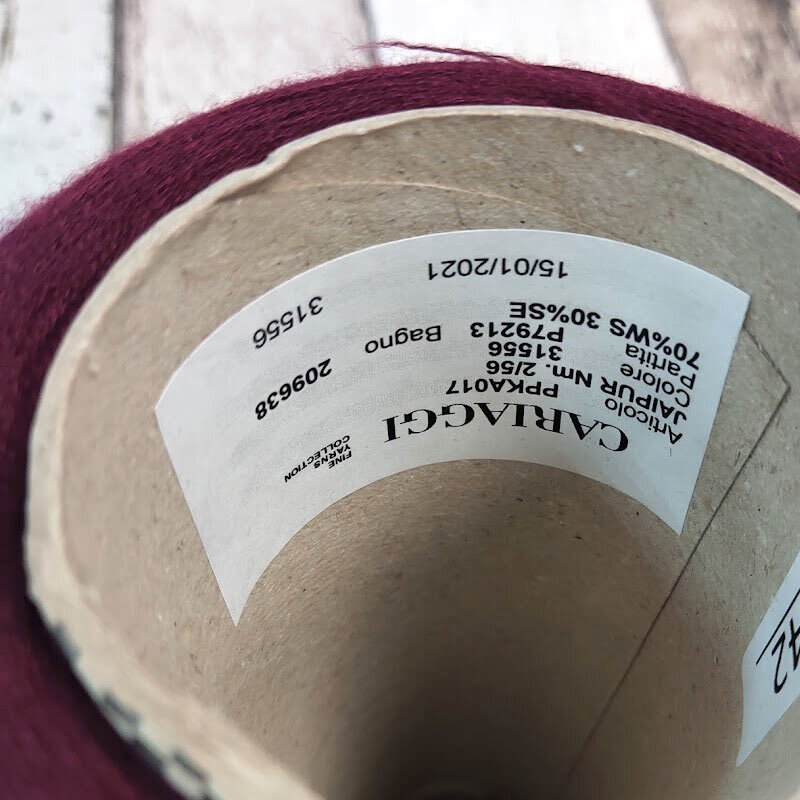 CARIAGGI FINE
YARNS
COLLECTION
Articolo PPKA017
JAIPUR Nm. 2/56
Colore 31556 209638
Partita P79213 Bagno
70%WS 30%SE 31556
15/01/2021
42